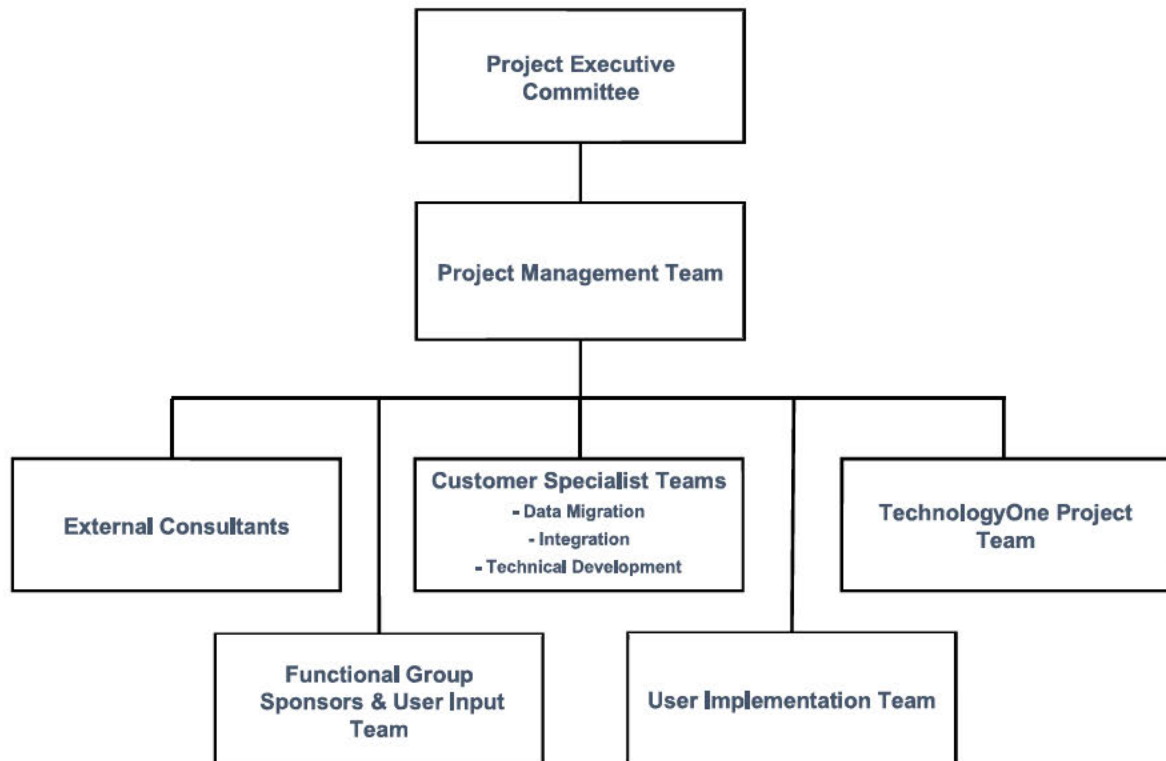 Project Executive
Committee
Project Management Team
External Consultants
Customer Specialist Teams
- Data Migration
- Integration
- Technical Development
TechnologyOne Project
Team
Functional Group
Sponsors & User Input
Team
User Implementation Team